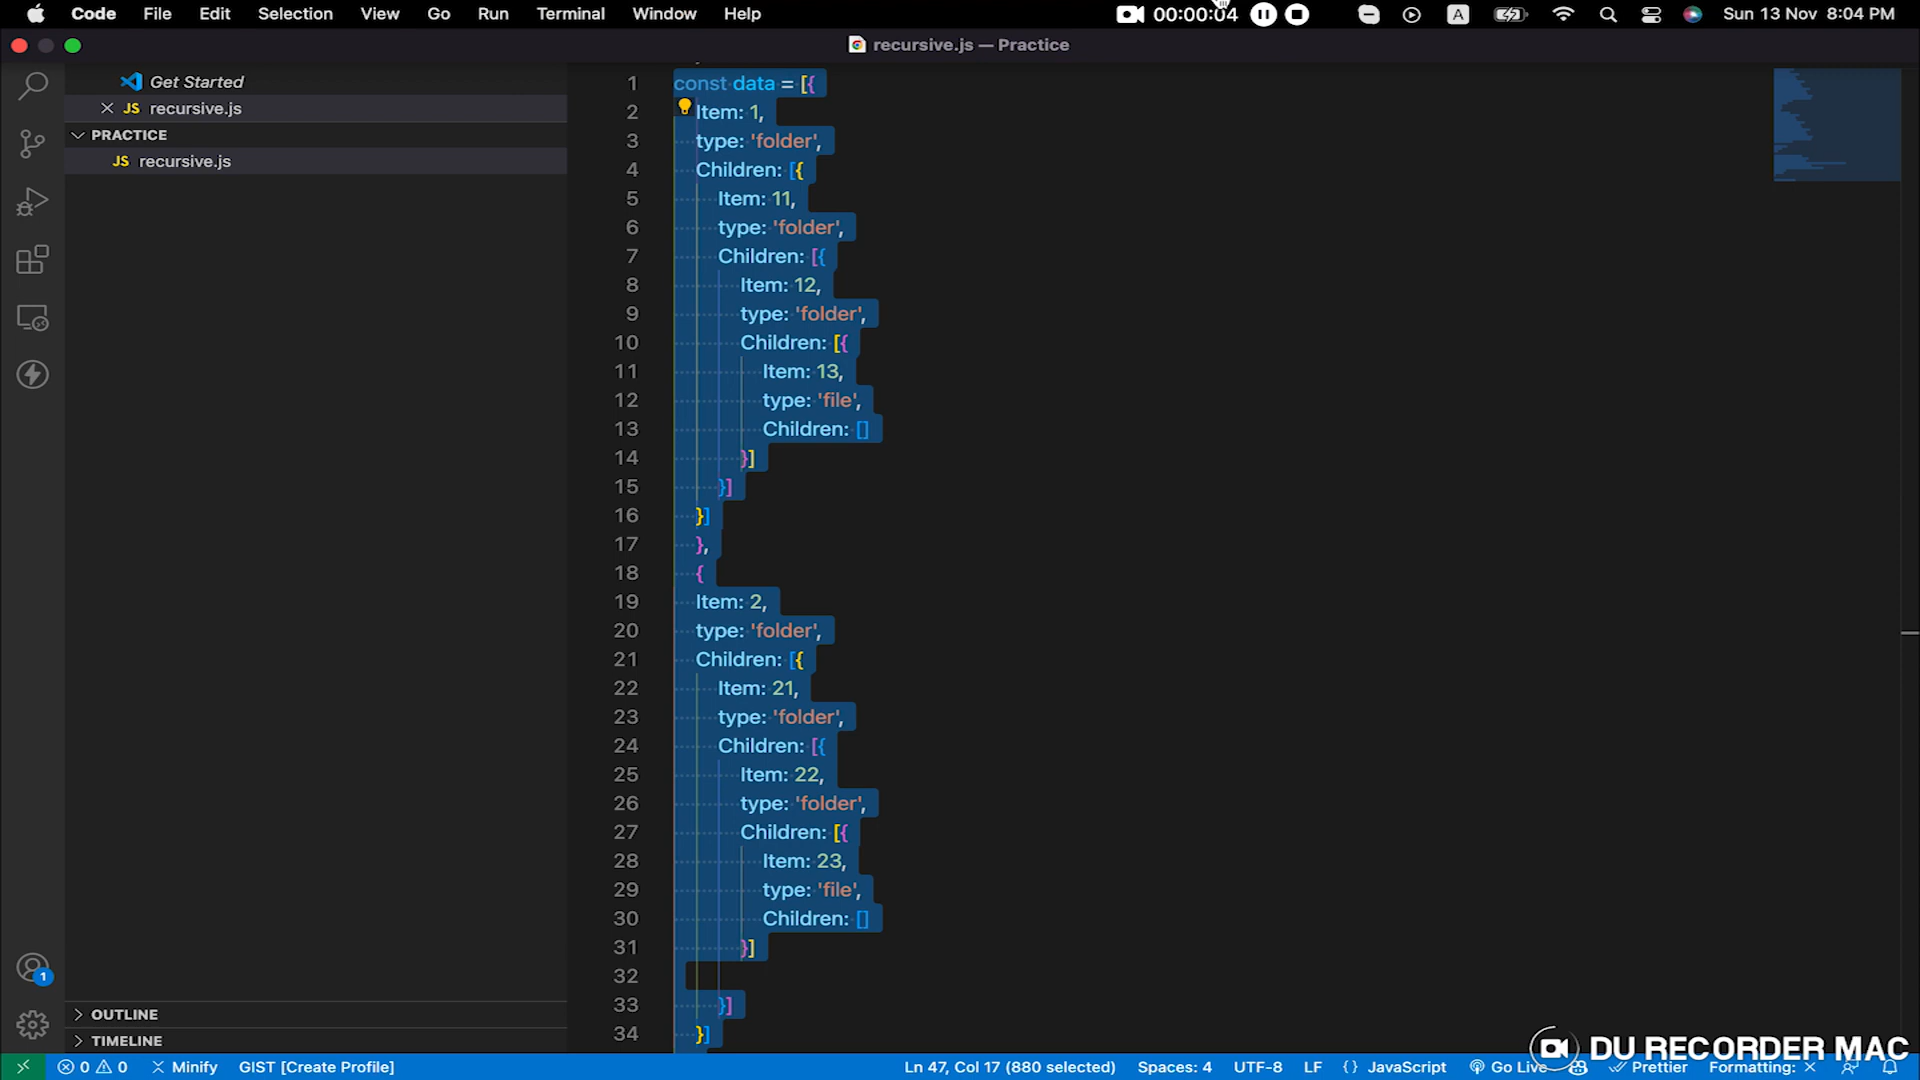 Code File Edit Selection View Go Run Terminal Window Help 00:00:04 A Sun 13 Nov 8:04 PM
recursive.js — Practice
Get Started
JS recursive.js
PRACTICE
JS recursive.js
1 const data = [{
2 Item: 1,
3 type: 'folder',
4 Children: [{
5 Item: 11,
6 type: 'folder',
7 Children: [{
8 Item: 12,
9 type: 'folder',
10 Children: [{
11 Item: 13,
12 type: 'file',
13 Children: []
14 }]
15 }]
16 }]
17 },
18 {
19 Item: 2,
20 type: 'folder',
21 Children: [{
22 Item: 21,
23 type: 'folder',
24 Children: [{
25 Item: 22,
26 type: 'folder',
27 Children: [{
28 Item: 23,
29 type: 'file',
30 Children: []
31 }]
32
33 }]
34 }]
OUTLINE
TIMELINE
1
DU RECORDER MAC
0 0 Minify GIST [Create Profile] Ln 47, Col 17 (880 selected) Spaces: 4 UTF-8 LF {} JavaScript Go Live Prettier Formatting: ×